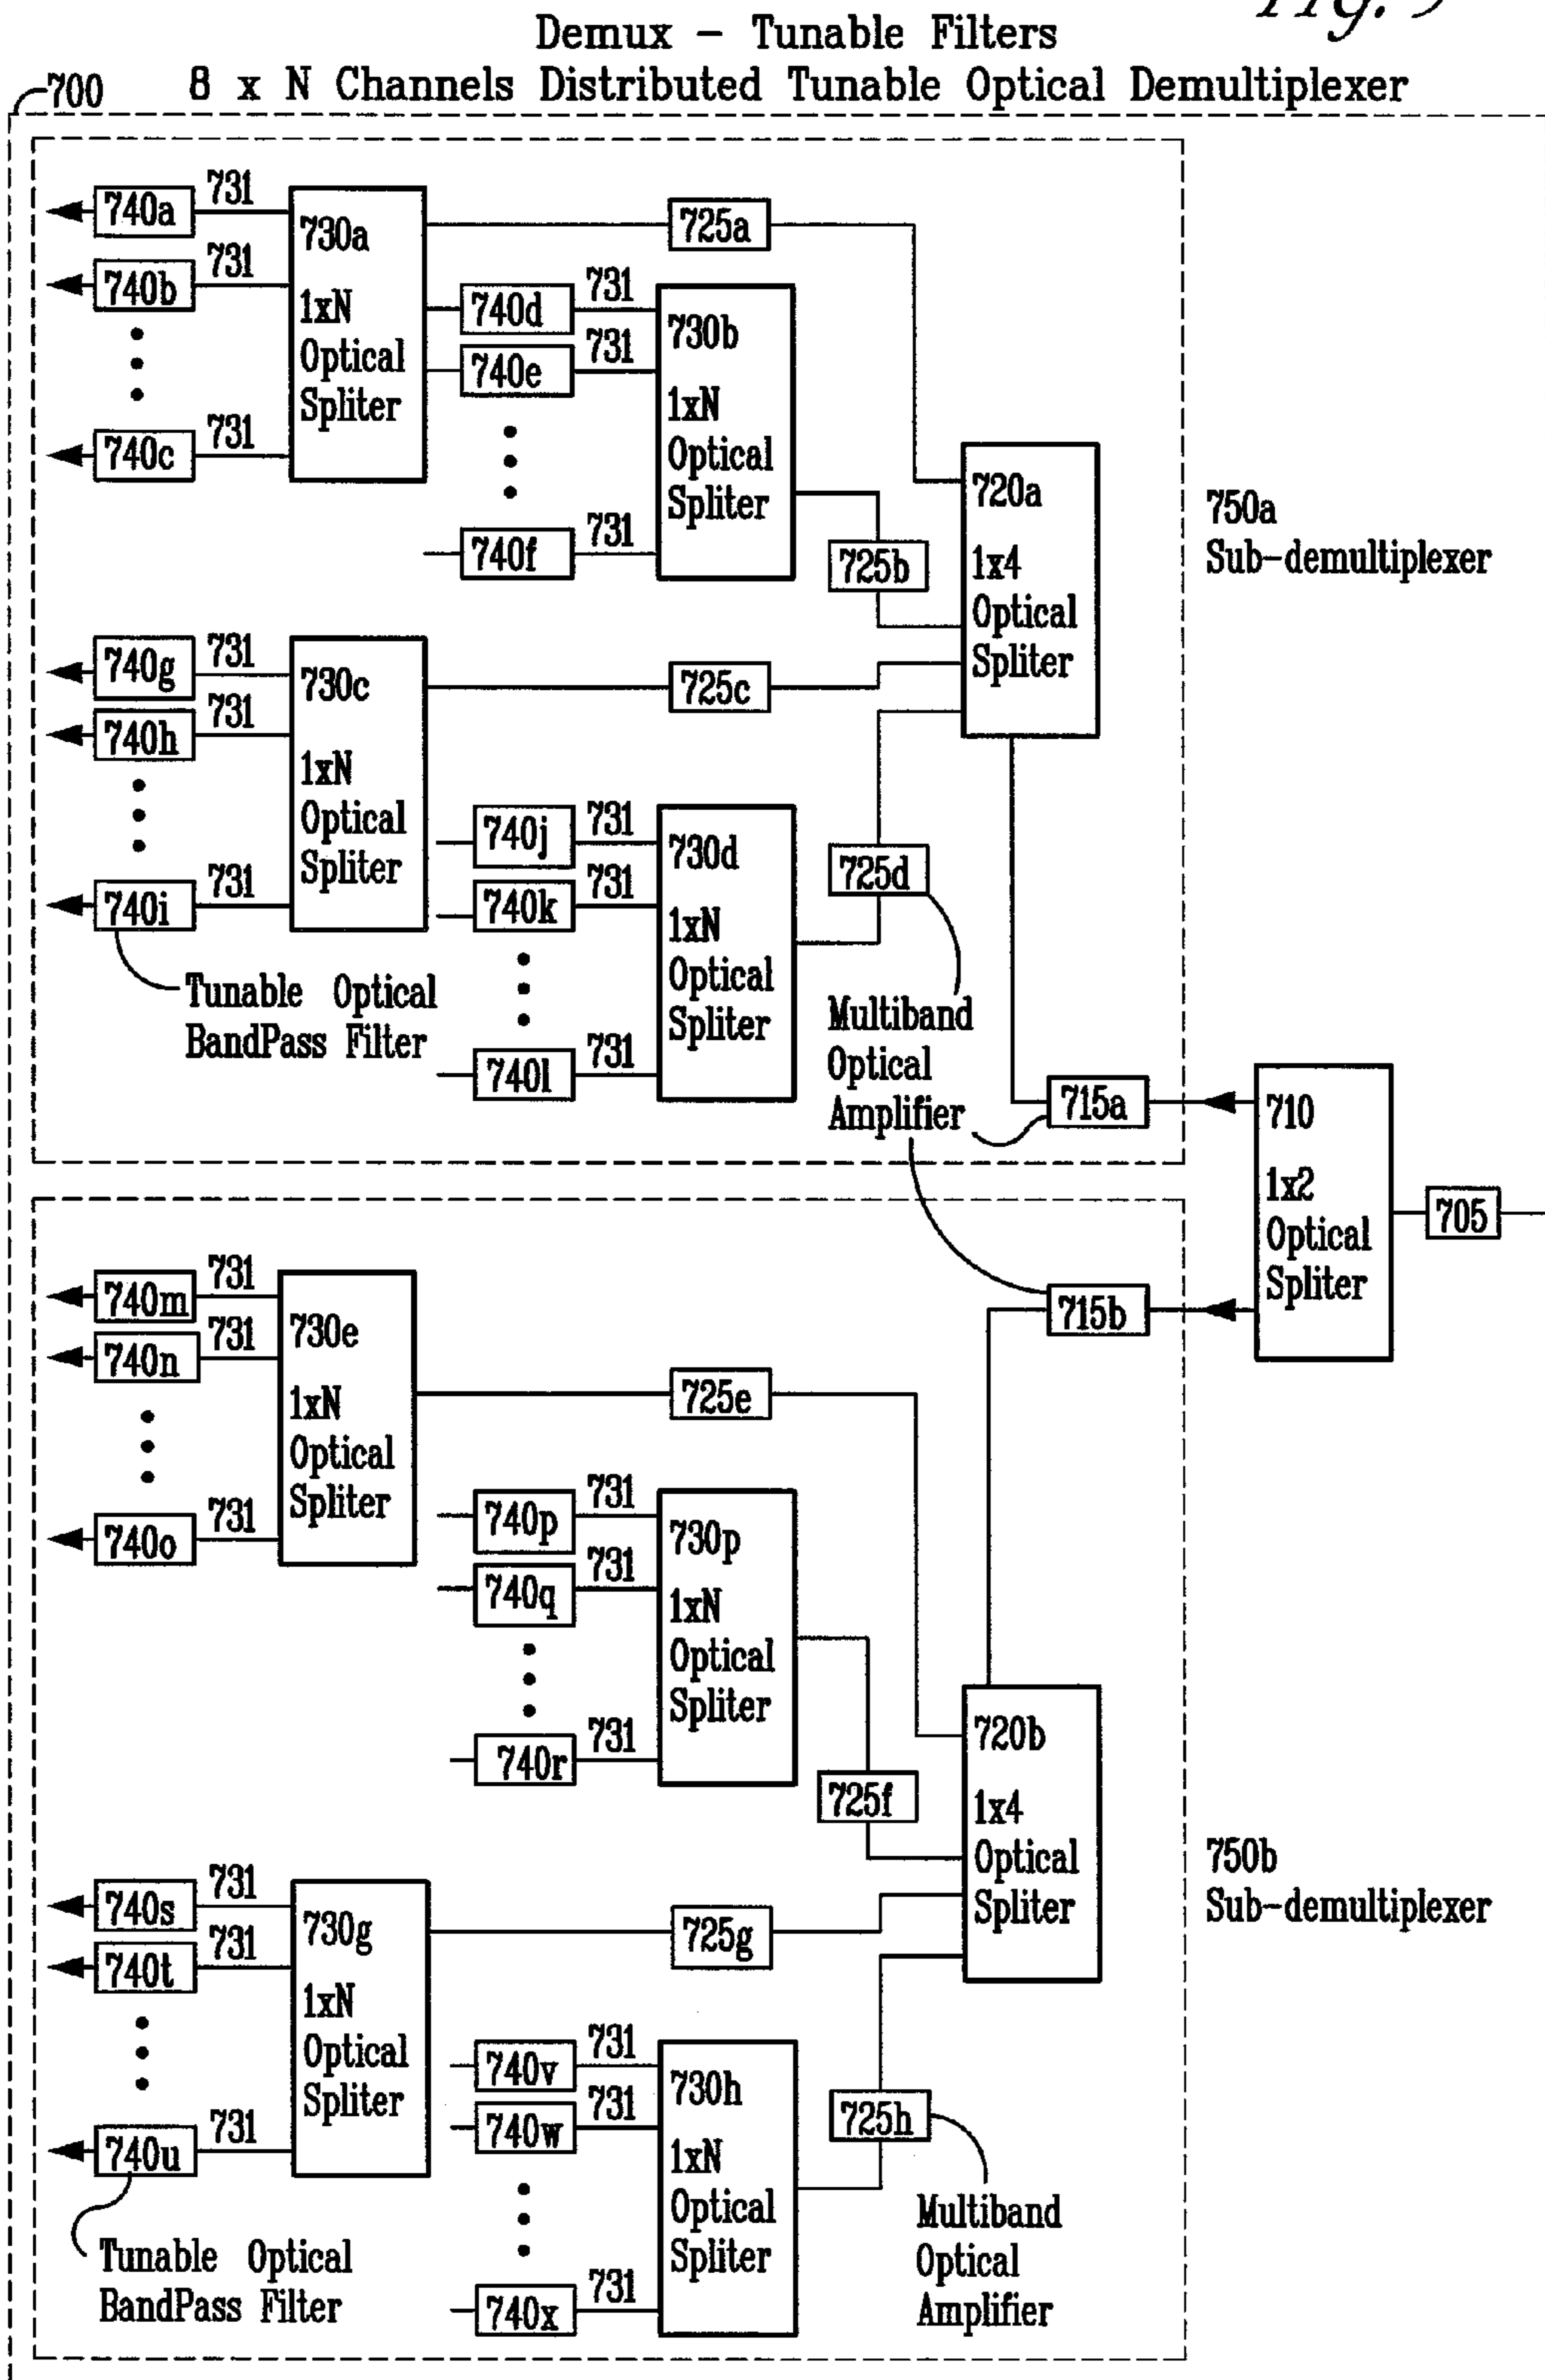 Fig. 9
Demux - Tunable Filters
8 x N Channels Distributed Tunable Optical Demultiplexer
700
740a 731
740b 731
740c 731
730a
1xN
Optical
Spliter
725a
740d 731
740e 731
740f 731
730b
1xN
Optical
Spliter
725b
720a
1x4
Optical
Spliter
750a
Sub-demultiplexer
740g 731
740h 731
740i 731
730c
1xN
Optical
Spliter
725c
Tunable Optical
BandPass Filter
740j 731
740k 731
740l 731
730d
1xN
Optical
Spliter
725d
Multiband
Optical
Amplifier
715a
710
1x2
Optical
Spliter
705
715b
740m 731
740n 731
740o 731
730e
1xN
Optical
Spliter
725e
740p 731
740q 731
740r 731
730p
1xN
Optical
Spliter
725f
720b
1x4
Optical
Spliter
750b
Sub-demultiplexer
740s 731
740t 731
740u 731
730g
1xN
Optical
Spliter
725g
Tunable Optical
BandPass Filter
740v 731
740w 731
740x 731
730h
1xN
Optical
Spliter
725h
Multiband
Optical
Amplifier